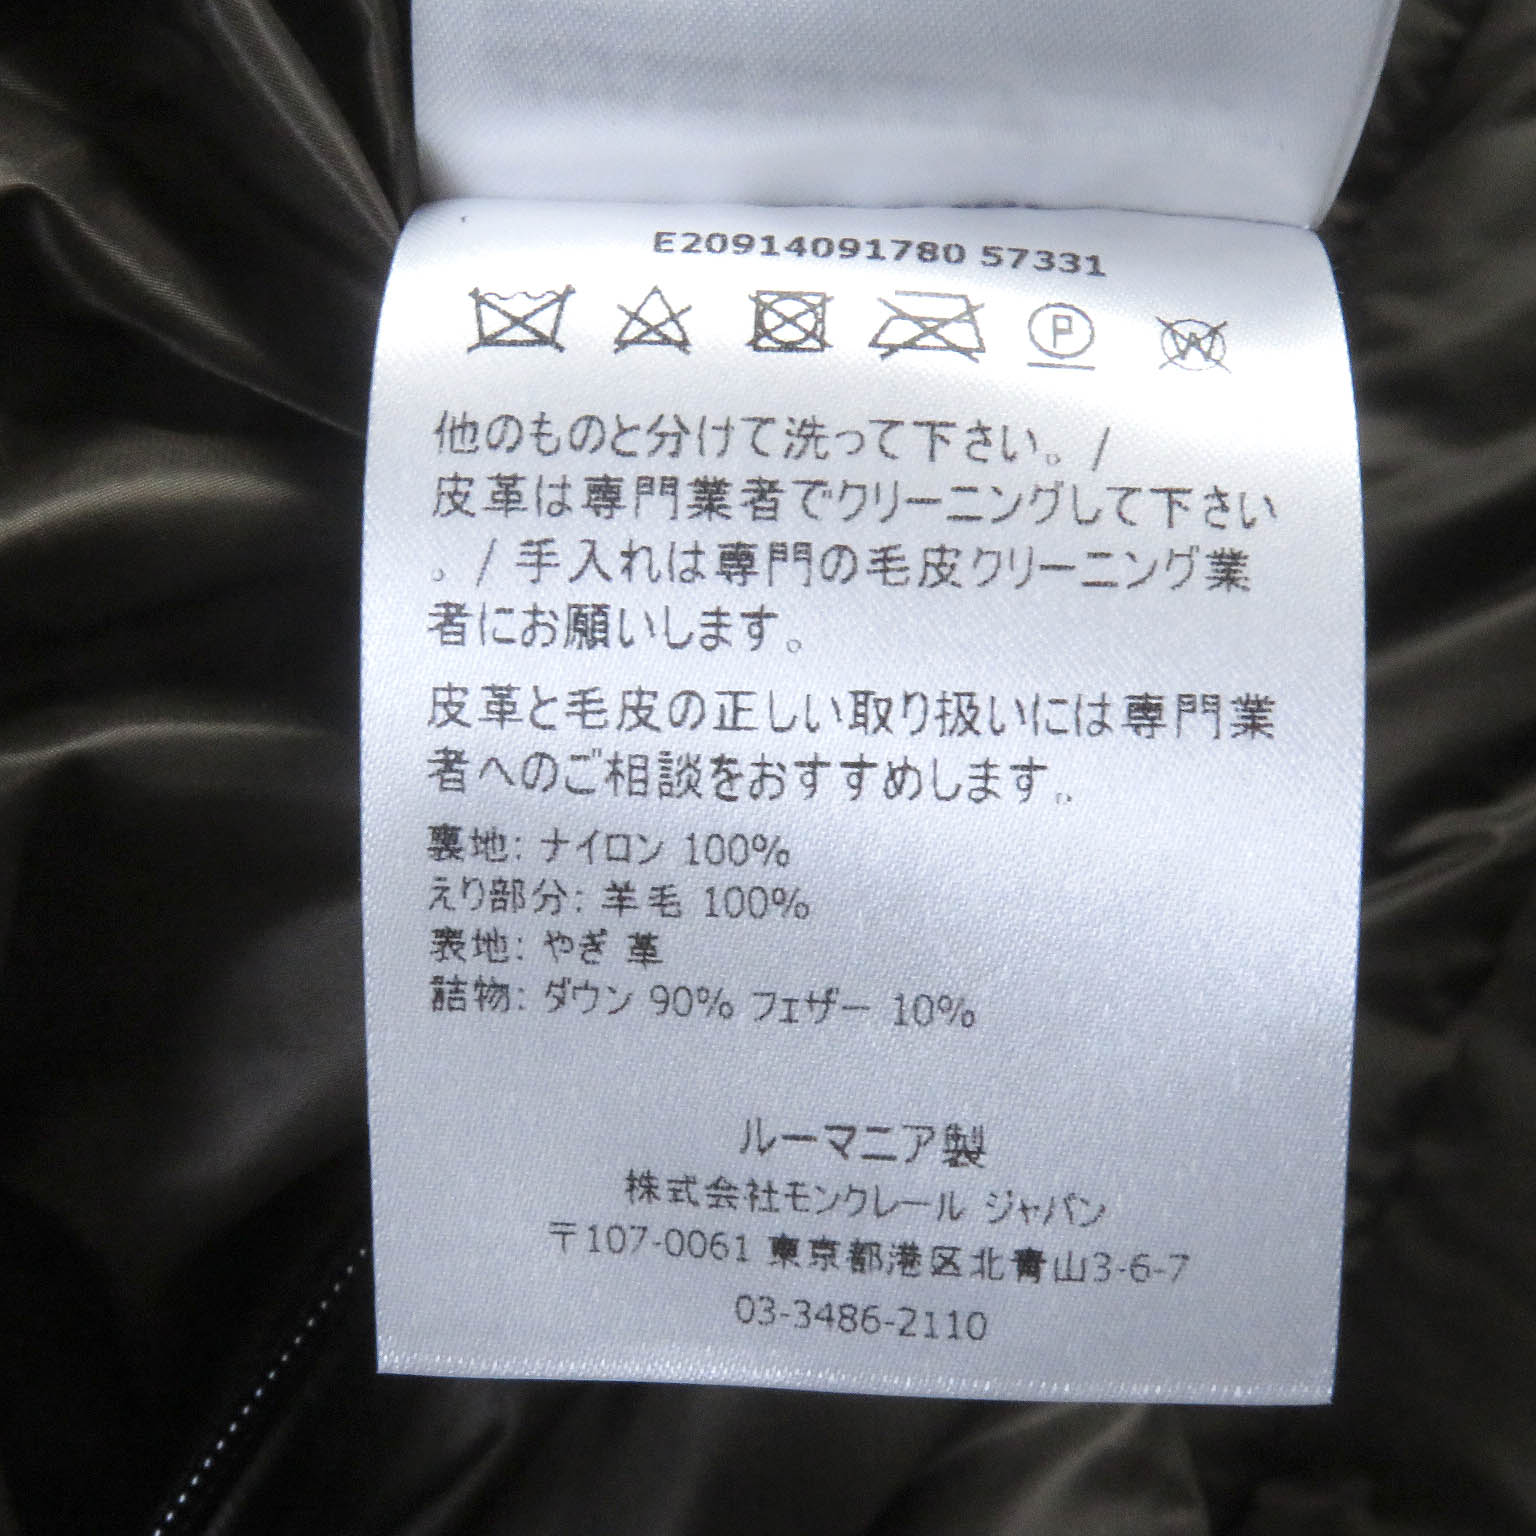 E20914091780 57331
P
W
他のものと分けて洗って下さい。/
皮革は専門業者でクリーニングして下さい
。/ 手入れは専門の毛皮クリーニング業
者にお願いします。
皮革と毛皮の正しい取り扱いには専門業
者へのご相談をおすすめします。
裏地: ナイロン 100%
えり部分: 羊毛 100%
表地: やぎ 革
詰物: ダウン 90% フェザー 10%
ルーマニア製
株式会社モンクレール ジャパン
〒107-0061 東京都港区北青山3-6-7
03-3486-2110